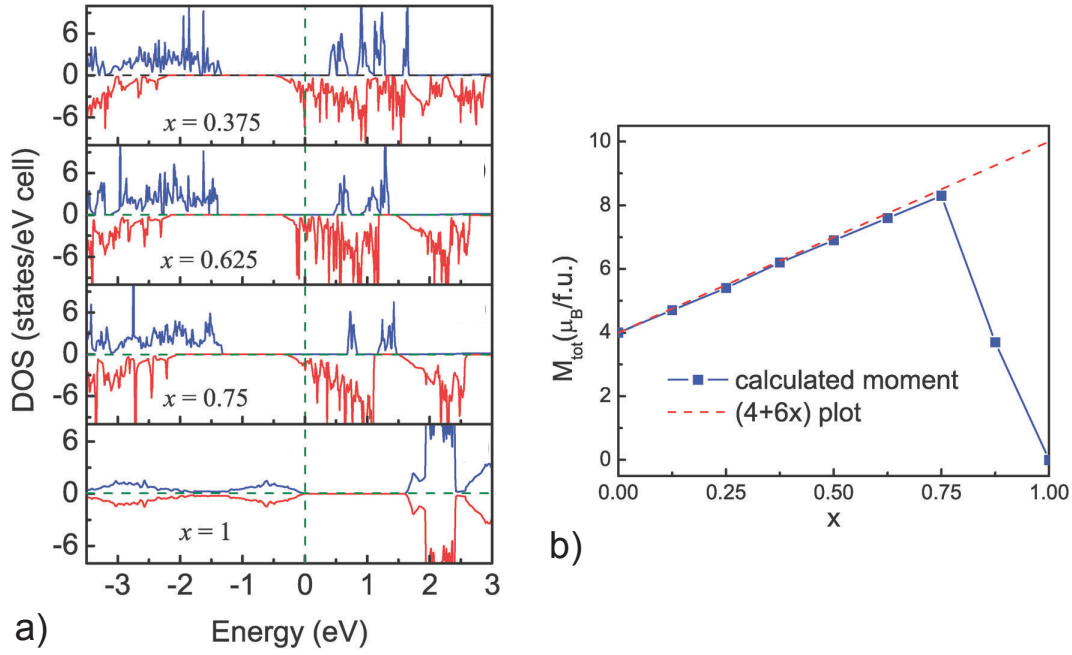 DOS (states/eV cell)
6
0
-6
x = 0.375
6
0
-6
x = 0.625
6
0
-6
x = 0.75
6
0
-6
x = 1
-3 -2 -1 0 1 2 3
a)
Energy (eV)
M_tot(μ_B/f.u.)
10
8
6
4
2
0
calculated moment
(4+6x) plot
0.00 0.25 0.50 0.75 1.00
x
b)